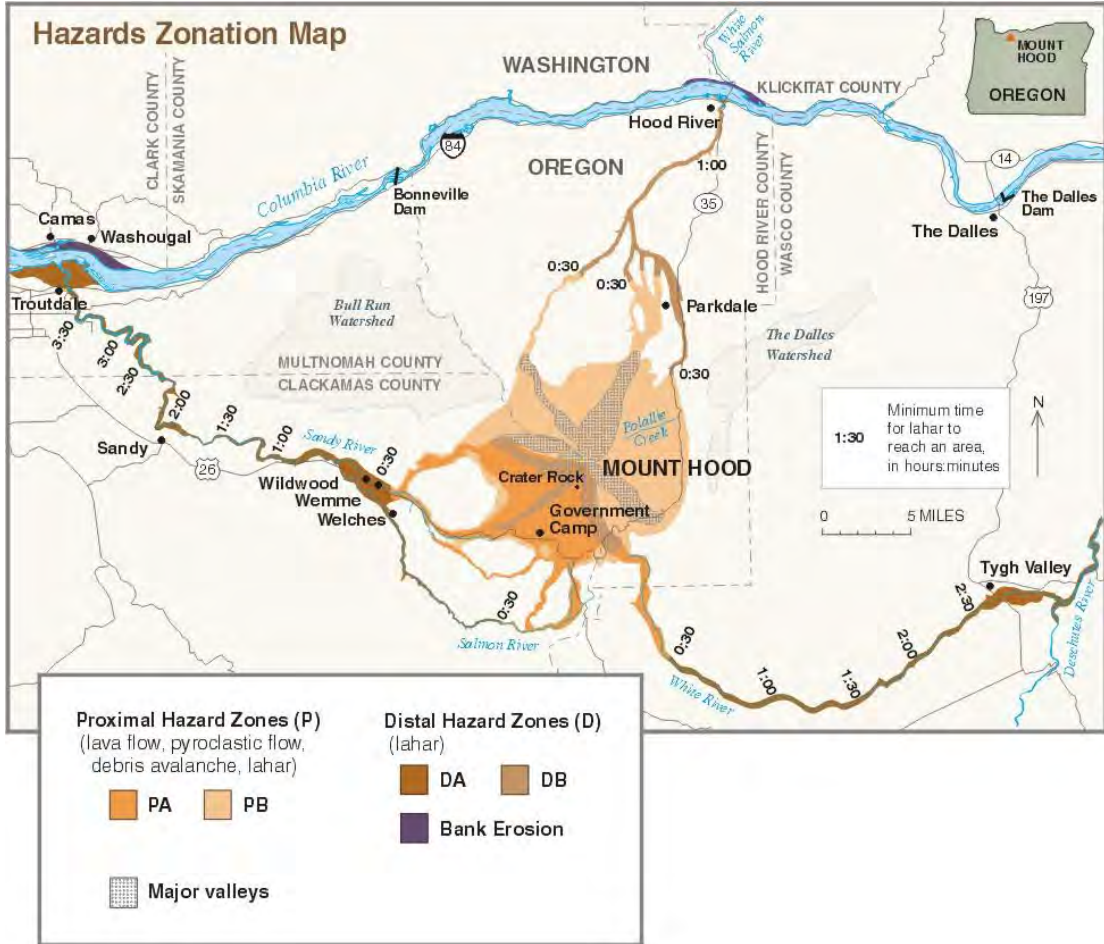 Hazards Zonation Map
WASHINGTON
White
Salmon
River
MOUNT
HOOD
OREGON
CLARK COUNTY
SKAMANIA COUNTY
KLICKITAT COUNTY
Hood River
84
OREGON
1:00
14
Columbia River
Bonneville
Dam
35
HOOD RIVER COUNTY
WASCO COUNTY
The Dalles
Dam
The Dalles
Camas
Washougal
0:30
0:30
Troutdale
Parkdale
197
Bull Run
Watershed
The Dalles
Watershed
3:30
3:00
2:30
MULTNOMAH COUNTY
CLACKAMAS COUNTY
0:30
2:00
1:30
1:00
Sandy River
0:30
Sandy
26
Polallie
Creek
1:30
Minimum time
for lahar to
reach an area,
in hours:minutes
N
MOUNT HOOD
Crater Rock
Wildwood
Wemme
Welches
Government
Camp
0 5 MILES
Tygh Valley
0:30
Salmon River
0:30
White River
1:00
1:30
2:00
2:30
Deschutes River
Proximal Hazard Zones (P)
(lava flow, pyroclastic flow,
debris avalanche, lahar)
PA PB
Major valleys
Distal Hazard Zones (D)
(lahar)
DA DB
Bank Erosion